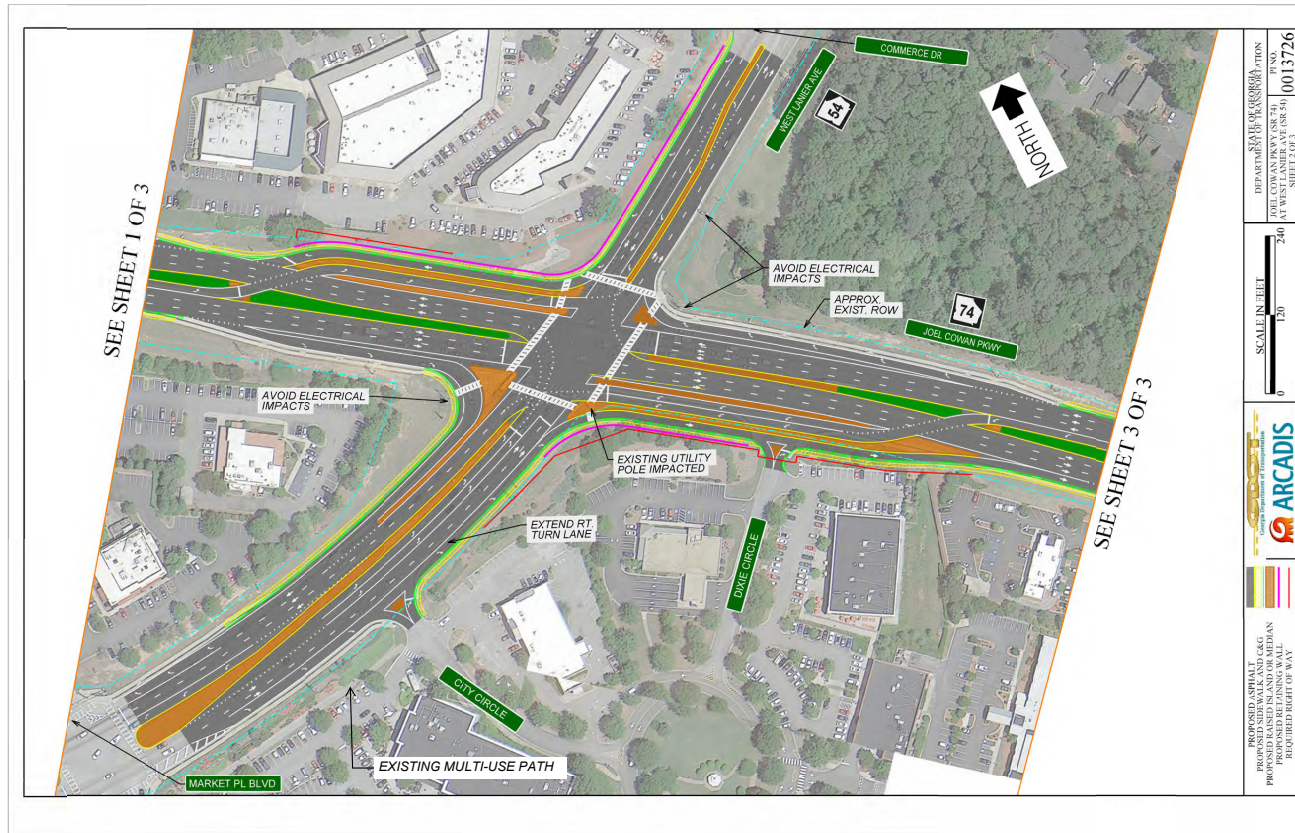 COMMERCE DR
WEST LANIER AVE
54
NORTH
SEE SHEET 1 OF 3
AVOID ELECTRICAL
IMPACTS
APPROX.
EXIST. ROW
74
JOEL COWAN PKWY
AVOID ELECTRICAL
IMPACTS
EXISTING UTILITY
POLE IMPACTED
SEE SHEET 3 OF 3
EXTEND RT.
TURN LANE
DIXIE CIRCLE
CITY CIRCLE
EXISTING MULTI-USE PATH
MARKET PL BLVD
STATE OF GEORGIA
DEPARTMENT OF TRANSPORTATION
JOEL COWAN PKWY (SR 74)
AT WEST LANIER AVE (SR 54)
SHEET 2 OF 3
PI NO.
0013726
SCALE IN FEET
0 120 240
GDOT
Georgia Department of Transportation
ARCADIS
PROPOSED ASPHALT
PROPOSED SIDEWALK AND C&G
PROPOSED RAISED ISLAND OR MEDIAN
PROPOSED RETAINING WALL
REQUIRED RIGHT OF WAY